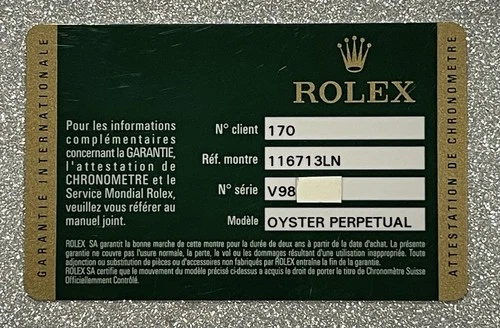 GARANTIE INTERNATIONALE
ROLEX
Pour les informations
complémentaires
concernant la GARANTIE,
l'attestation de
CHRONOMETRE et le
Service Mondial Rolex,
veuillez vous référer au
manuel joint.
N° client 170
Réf. montre 116713LN
N° série V98
Modèle OYSTER PERPETUAL
ROLEX SA garantit la bonne marche de cette montre pour la durée de deux ans à partir de la date d'achat. La présente
garantie ne couvre pas l'usure normale, la perte, le vol ou les dommages résultant d'une utilisation inappropriée. Toute
adjonction ou substitution de pièces ou d'accessoires non fabriqués par ROLEX entraîne la fin de la garantie.
ROLEX SA certifie que le mouvement du modèle précisé ci-dessus a acquis le droit de porter le titre de Chronomètre Suisse
Officiellement Contrôlé.
ATTESTATION DE CHRONOMETRE